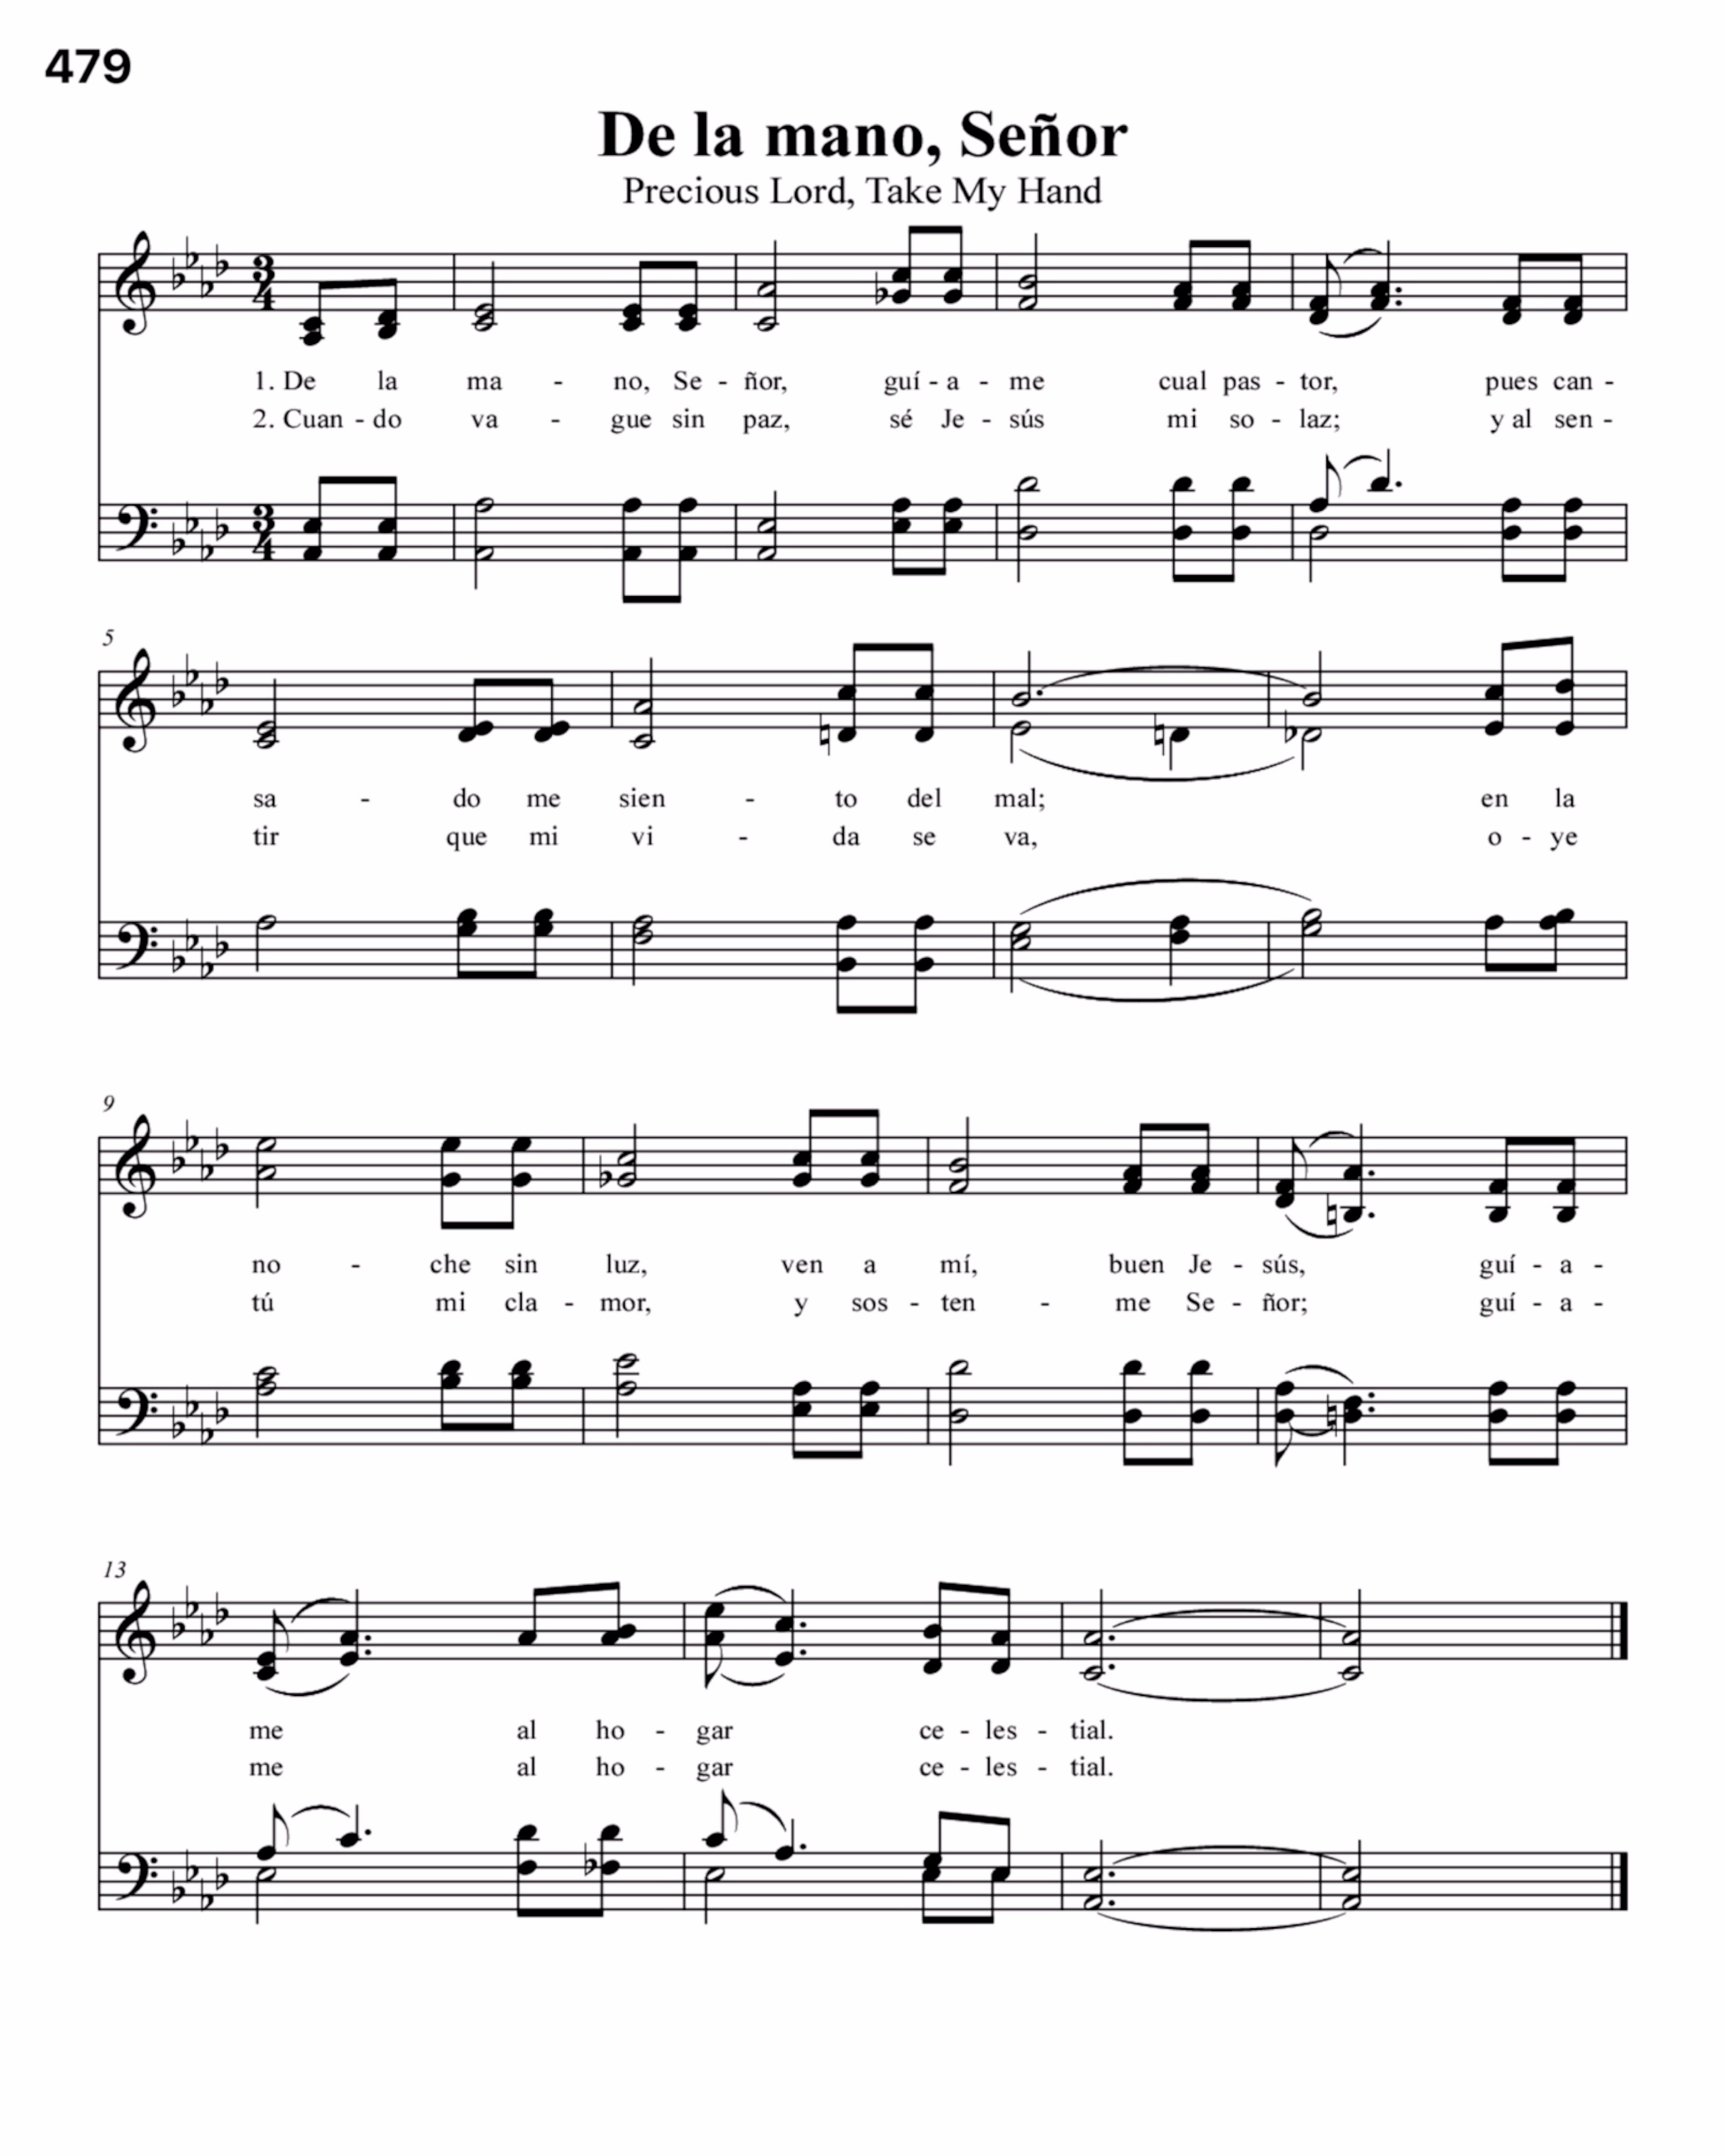 479
De la mano, Señor
Precious Lord, Take My Hand
3 4
1. De la ma - no, Se - ñor, guí - a - me cual pas - tor, pues can -
2. Cuan - do va - gue sin paz, sé Je - sús mi so - laz; y al sen -
3 4
5
sa - do me sien - to del mal; en la
tir que mi vi - da se va, o - ye
9
no - che sin luz, ven a mí, buen Je - sús, guí - a -
tú mi cla - mor, y sos - ten - me Se - ñor; guí - a -
13
me al ho - gar ce - les - tial.
me al ho - gar ce - les - tial.